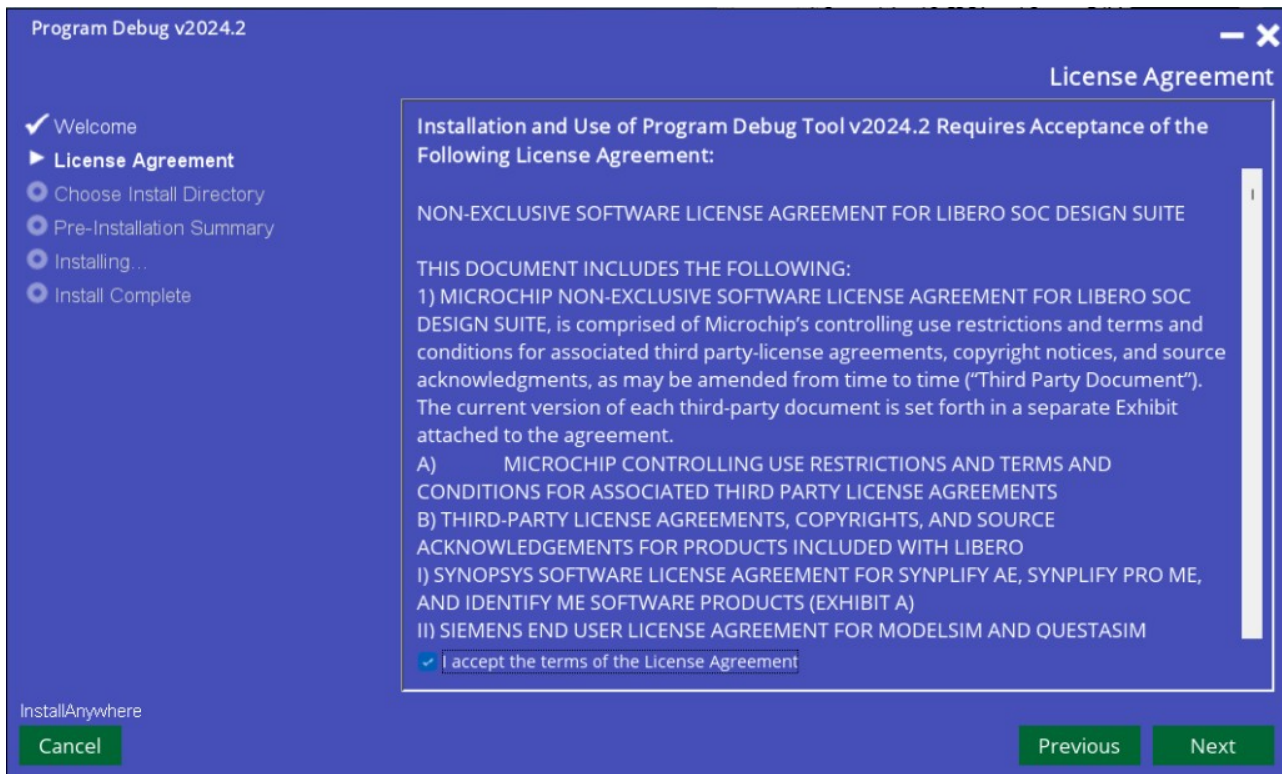 Program Debug v2024.2
License Agreement
Welcome
License Agreement
Choose Install Directory
Pre-Installation Summary
Installing...
Install Complete
Installation and Use of Program Debug Tool v2024.2 Requires Acceptance of the
Following License Agreement:
NON-EXCLUSIVE SOFTWARE LICENSE AGREEMENT FOR LIBERO SOC DESIGN SUITE
THIS DOCUMENT INCLUDES THE FOLLOWING:
1) MICROCHIP NON-EXCLUSIVE SOFTWARE LICENSE AGREEMENT FOR LIBERO SOC
DESIGN SUITE, is comprised of Microchip’s controlling use restrictions and terms and
conditions for associated third party-license agreements, copyright notices, and source
acknowledgments, as may be amended from time to time (“Third Party Document”).
The current version of each third-party document is set forth in a separate Exhibit
attached to the agreement.
A) MICROCHIP CONTROLLING USE RESTRICTIONS AND TERMS AND
CONDITIONS FOR ASSOCIATED THIRD PARTY LICENSE AGREEMENTS
B) THIRD-PARTY LICENSE AGREEMENTS, COPYRIGHTS, AND SOURCE
ACKNOWLEDGEMENTS FOR PRODUCTS INCLUDED WITH LIBERO
I) SYNOPSYS SOFTWARE LICENSE AGREEMENT FOR SYNPLIFY AE, SYNPLIFY PRO ME,
AND IDENTIFY ME SOFTWARE PRODUCTS (EXHIBIT A)
II) SIEMENS END USER LICENSE AGREEMENT FOR MODELSIM AND QUESTASIM
I accept the terms of the License Agreement
InstallAnywhere
Cancel
Previous
Next